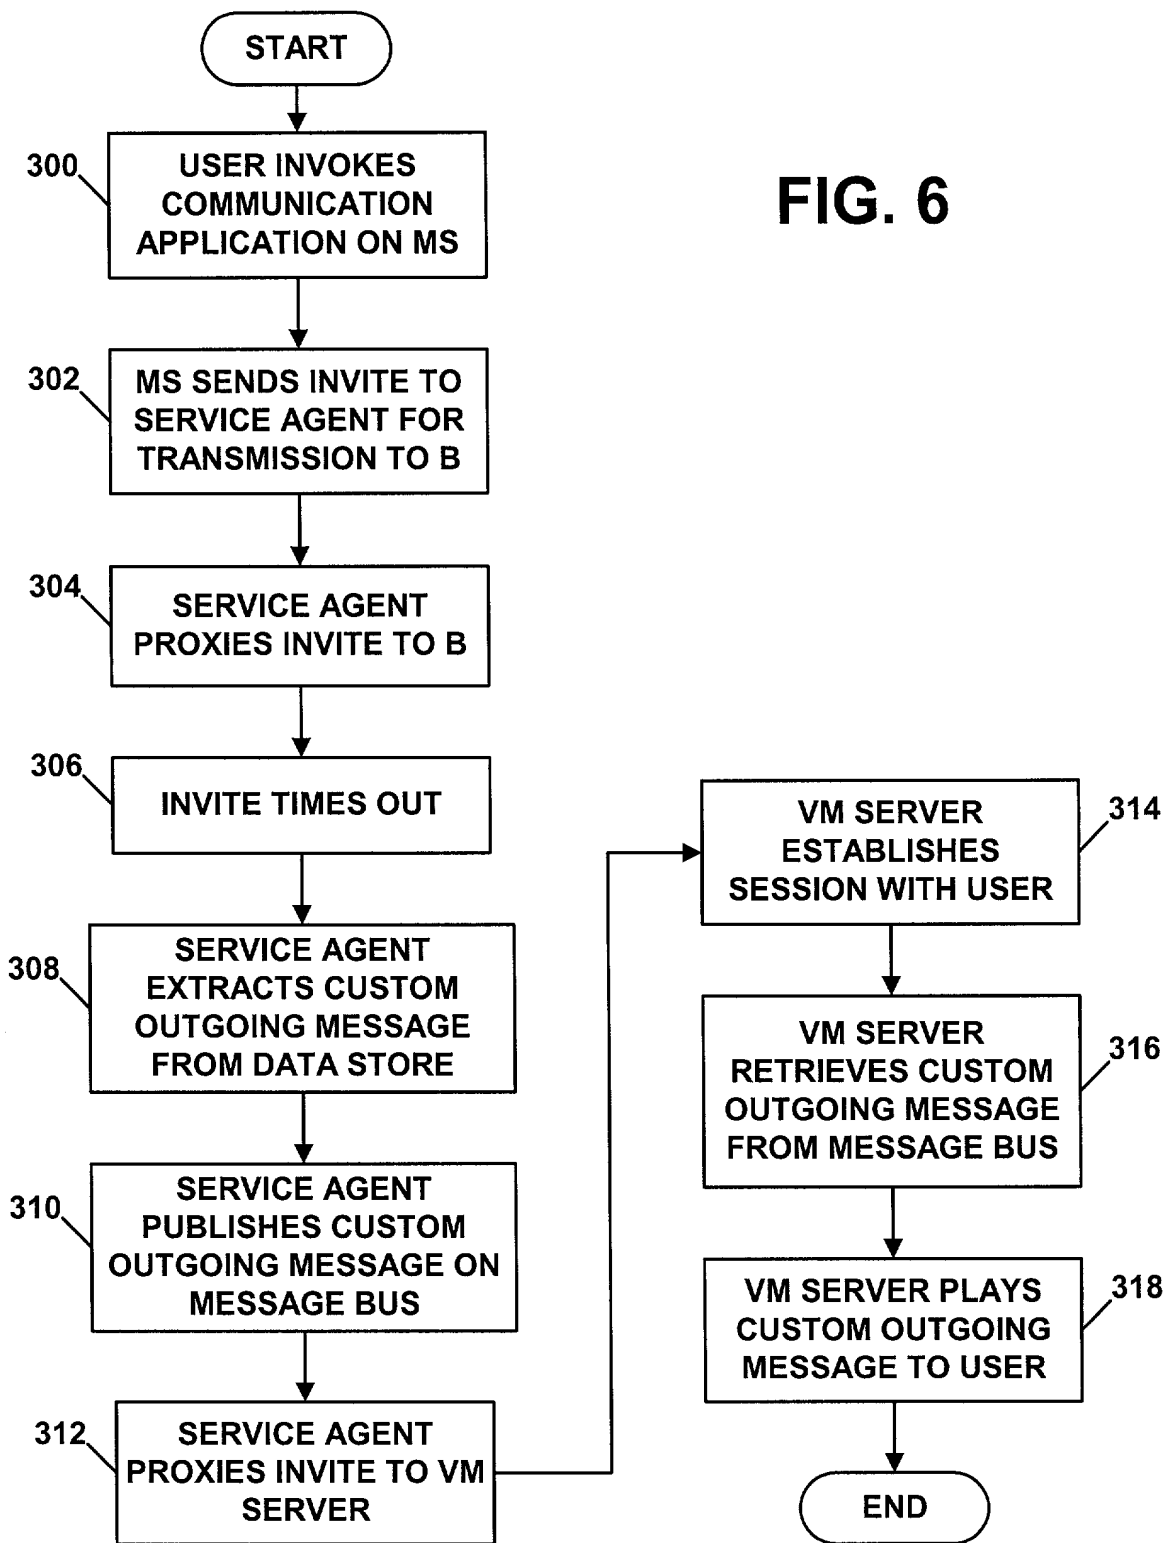 START
300
USER INVOKES
COMMUNICATION
APPLICATION ON MS
FIG. 6
302
MS SENDS INVITE TO
SERVICE AGENT FOR
TRANSMISSION TO B
304
SERVICE AGENT
PROXIES INVITE TO B
306
INVITE TIMES OUT
308
SERVICE AGENT
EXTRACTS CUSTOM
OUTGOING MESSAGE
FROM DATA STORE
310
SERVICE AGENT
PUBLISHES CUSTOM
OUTGOING MESSAGE ON
MESSAGE BUS
312
SERVICE AGENT
PROXIES INVITE TO VM
SERVER
314
VM SERVER
ESTABLISHES
SESSION WITH USER
316
VM SERVER
RETRIEVES CUSTOM
OUTGOING MESSAGE
FROM MESSAGE BUS
318
VM SERVER PLAYS
CUSTOM OUTGOING
MESSAGE TO USER
END